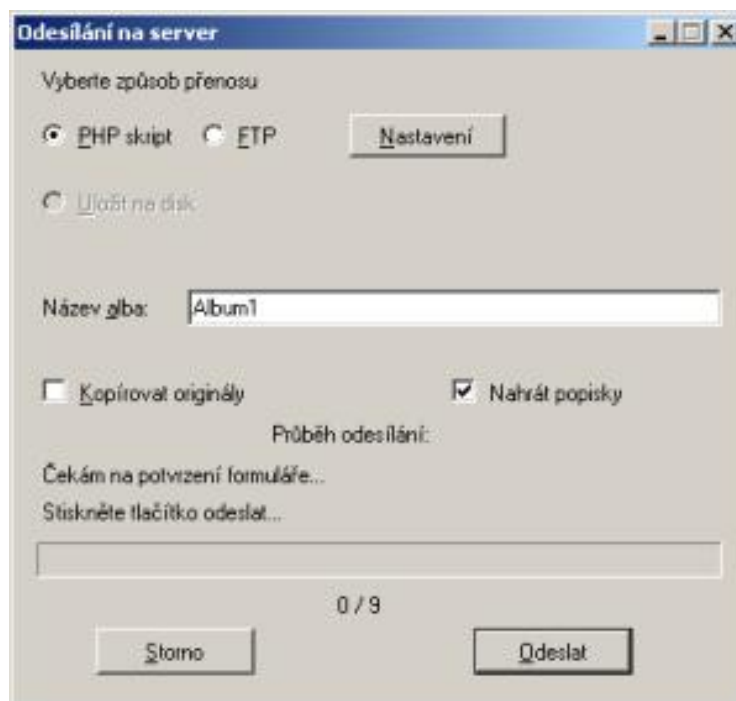 Odesílání na server
Vyberte způsob přenosu
PHP skript FTP Nastavení
Uložit na disk
Název alba: Album1
Kopírovat originály Nahrát popisky
Průběh odesílání:
Čekám na potvrzení formuláře...
Stiskněte tlačítko odeslat...
0 / 9
Storno Odeslat